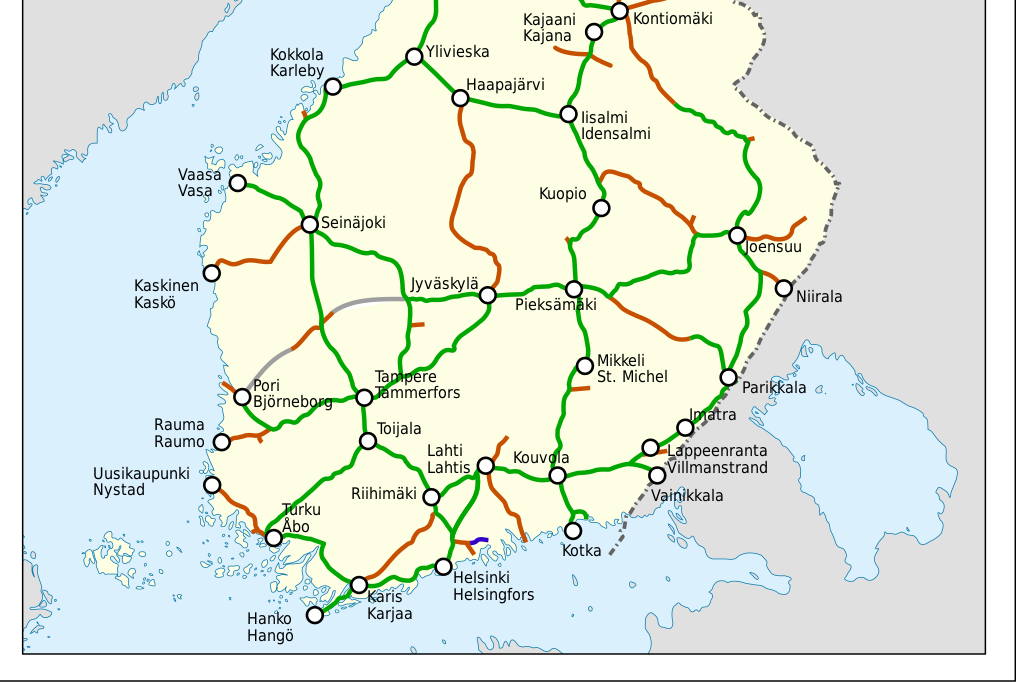 Kajaani
Kajana
Kontiomäki
Kokkola
Karleby
Ylivieska
Haapajärvi
Iisalmi
Idensalmi
Vaasa
Vasa
Kuopio
Seinäjoki
Joensuu
Kaskinen
Kaskö
Jyväskylä
Pieksämäki
Niirala
Mikkeli
St. Michel
Tampere
Tammerfors
Parikkala
Pori
Björneborg
Imatra
Rauma
Raumo
Toijala
Lahti
Lahtis
Kouvola
Lappeenranta
Villmanstrand
Uusikaupunki
Nystad
Riihimäki
Vainikkala
Turku
Åbo
Kotka
Helsinki
Helsingfors
Karis
Karjaa
Hanko
Hangö